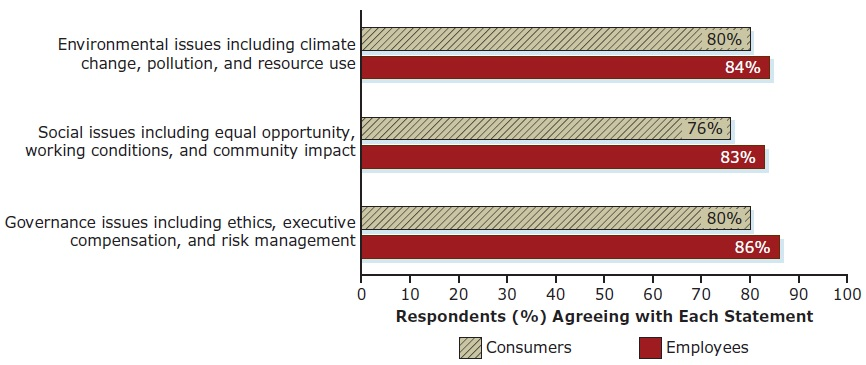 Environmental issues including climate
change, pollution, and resource use
80%
84%
Social issues including equal opportunity,
working conditions, and community impact
76%
83%
Governance issues including ethics, executive
compensation, and risk management
80%
86%
0 10 20 30 40 50 60 70 80 90 100
Respondents (%) Agreeing with Each Statement
Consumers Employees